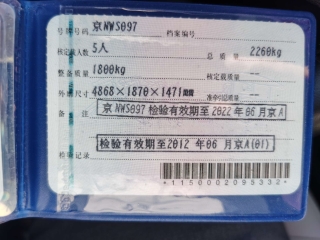 号牌号码 京NWS097 档案编号
核定载人数 5人 总质量 2260kg
整备质量 1800kg 核定载质量 --
外廓尺寸 4868×1870×1471mm 准牵引总质量 --
备注 京NWS097 检验有效期至2022年06月京A
检验有效期至2012年06月京A(01)
检验记录
*1150002095332*